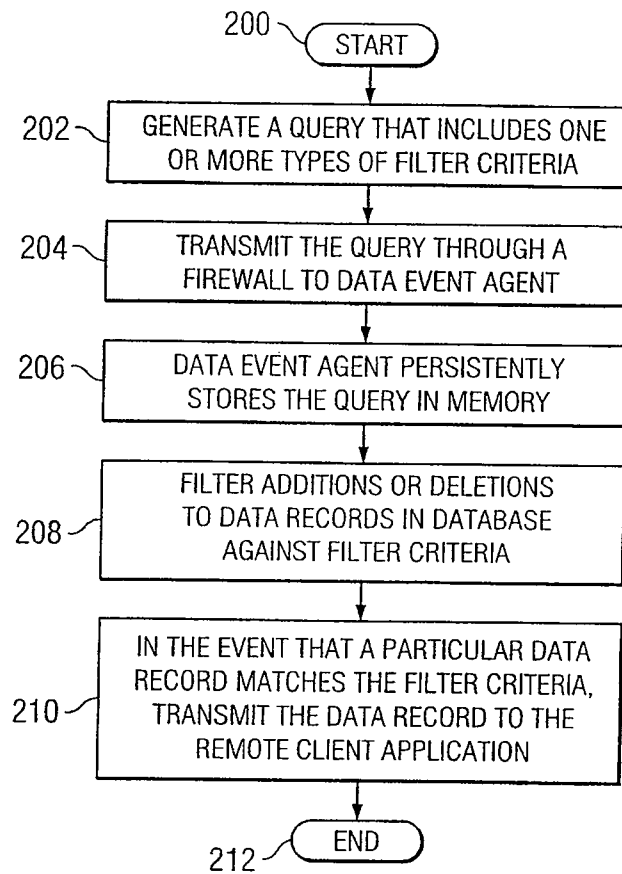 200
START
202
GENERATE A QUERY THAT INCLUDES ONE
OR MORE TYPES OF FILTER CRITERIA
204
TRANSMIT THE QUERY THROUGH A
FIREWALL TO DATA EVENT AGENT
206
DATA EVENT AGENT PERSISTENTLY
STORES THE QUERY IN MEMORY
208
FILTER ADDITIONS OR DELETIONS
TO DATA RECORDS IN DATABASE
AGAINST FILTER CRITERIA
210
IN THE EVENT THAT A PARTICULAR DATA
RECORD MATCHES THE FILTER CRITERIA,
TRANSMIT THE DATA RECORD TO THE
REMOTE CLIENT APPLICATION
212
END